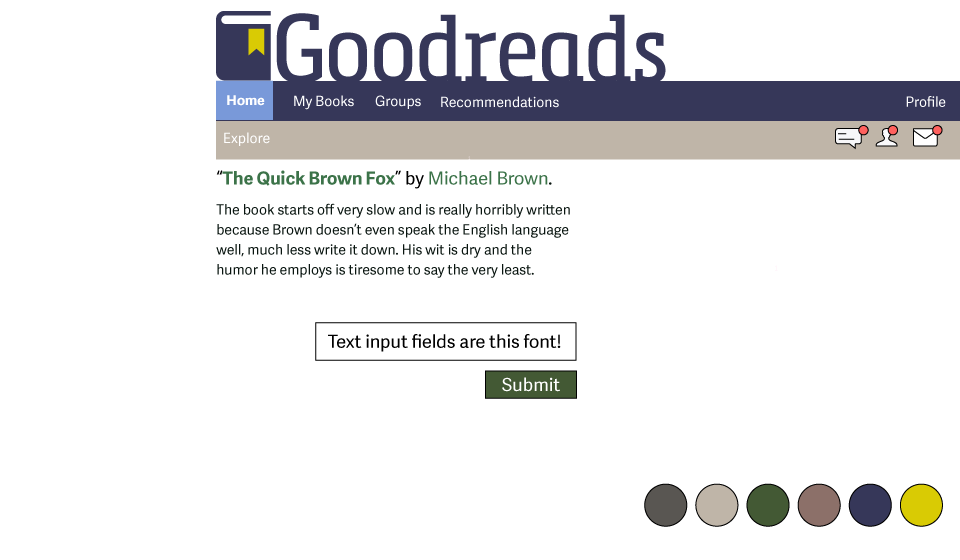 Goodreads
Home My Books Groups Recommendations Profile
Explore
“The Quick Brown Fox” by Michael Brown.
The book starts off very slow and is really horribly written
because Brown doesn’t even speak the English language
well, much less write it down. His wit is dry and the
humor he employs is tiresome to say the very least.
Text input fields are this font!
Submit